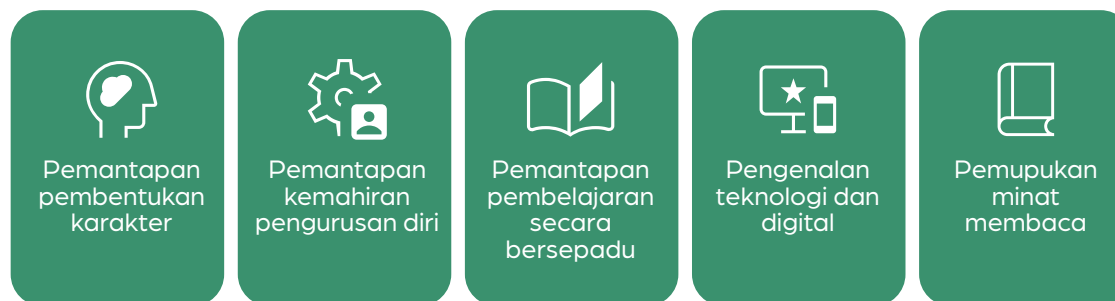 Pemantapan
pembentukan
karakter
Pemantapan
kemahiran
pengurusan diri
Pemantapan
pembelajaran
secara
bersepadu
Pengenalan
teknologi dan
digital
Pemupukan
minat
membaca